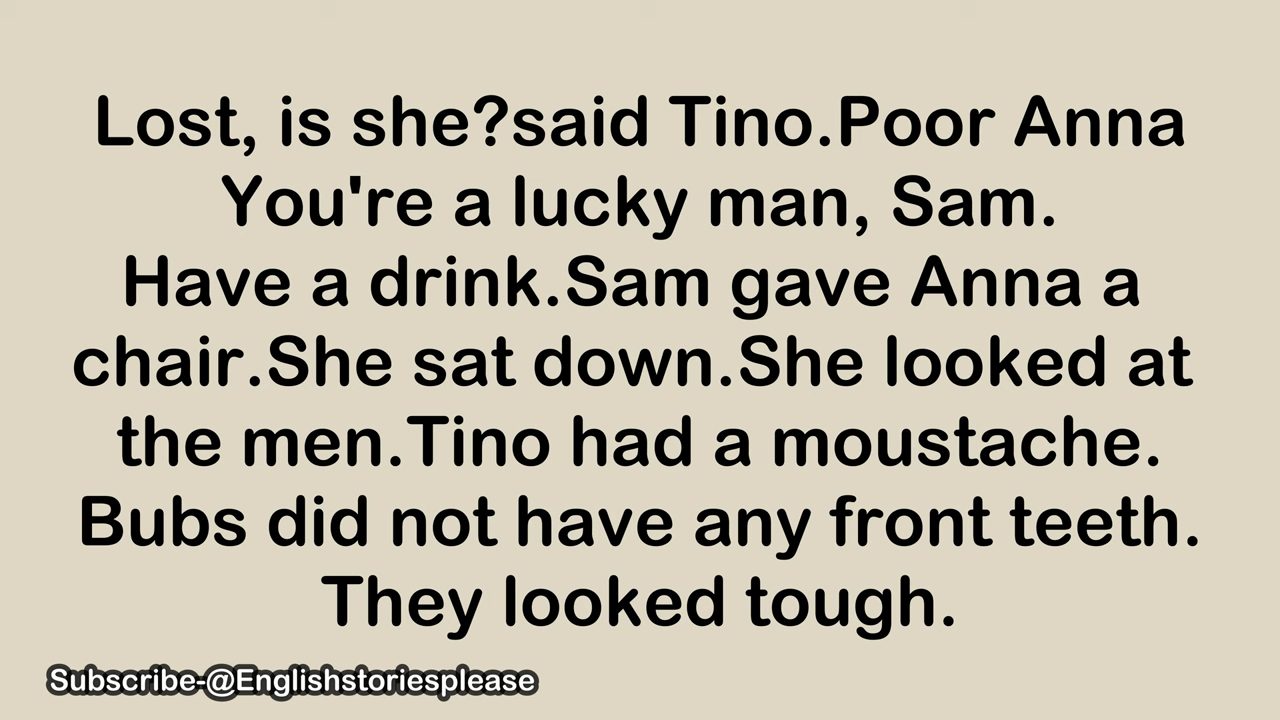 Lost, is she?said Tino.Poor Anna
You're a lucky man, Sam.
Have a drink.Sam gave Anna a
chair.She sat down.She looked at
the men.Tino had a moustache.
Bubs did not have any front teeth.
They looked tough.
Subscribe-@Englishstoriesplease